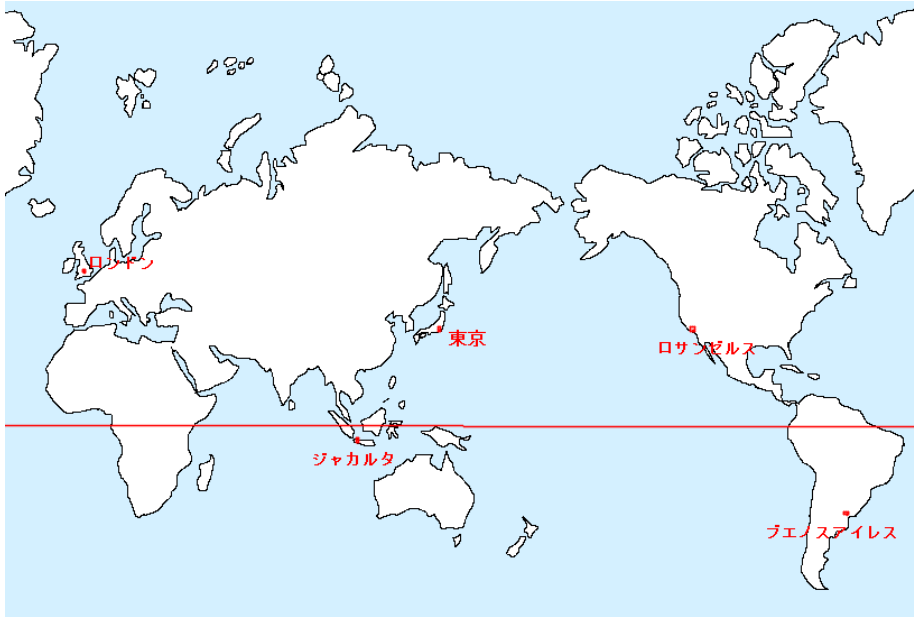 ロンドン
東京
ロサンゼルス
ジャカルタ
ブエノスアイレス